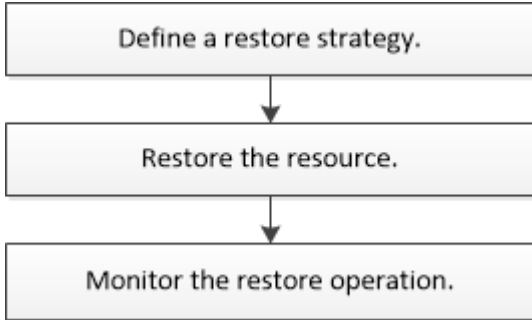 Define a restore strategy.
Restore the resource.
Monitor the restore operation.